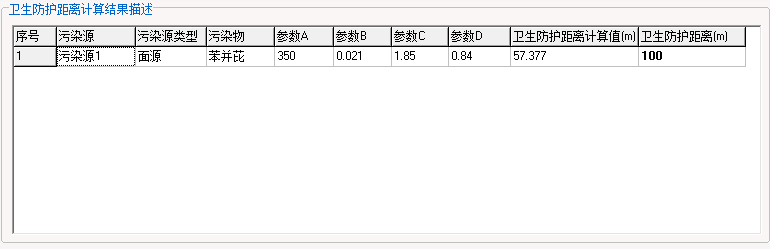 卫生防护距离计算结果描述
序号 污染源 污染源类型 污染物 参数A 参数B 参数C 参数D 卫生防护距离计算值(m) 卫生防护距离(m)
1 污染源1 面源 苯并芘 350 0.021 1.85 0.84 57.377 100